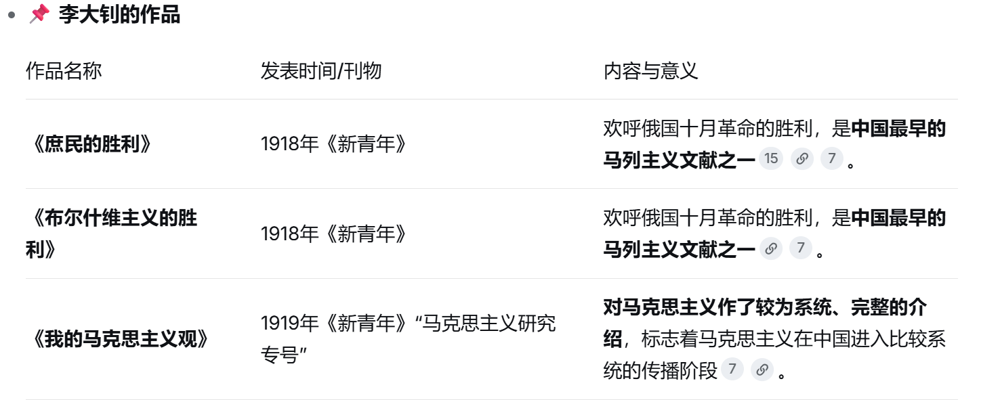 📌 李大钊的作品
作品名称 发表时间/刊物 内容与意义
《庶民的胜利》 1918年《新青年》 欢呼俄国十月革命的胜利，是中国最早的
马列主义文献之一 15 7 。
《布尔什维主义的胜
利》 1918年《新青年》 欢呼俄国十月革命的胜利，是中国最早的
马列主义文献之一 7 。
《我的马克思主义观》 1919年《新青年》“马克思主义研究
专号” 对马克思主义作了较为系统、完整的介
绍，标志着马克思主义在中国进入比较系
统的传播阶段 7 。